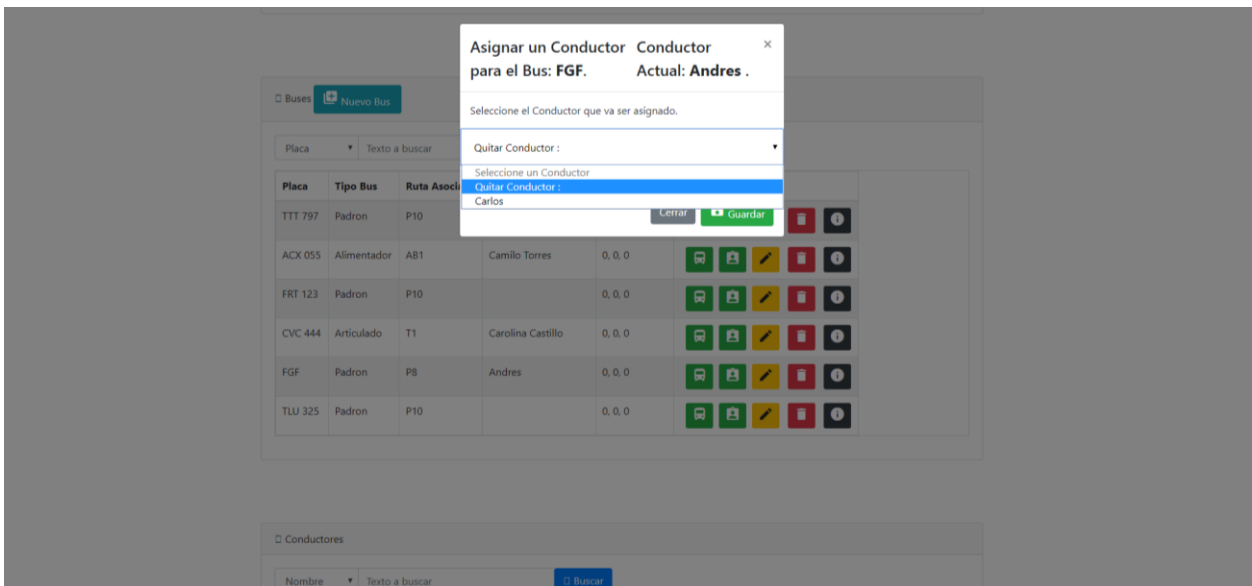 Asignar un Conductor para el Bus: FGF.
Conductor Actual: Andres .
×
Seleccione el Conductor que va ser asignado.
Quitar Conductor :
Seleccione un Conductor
Quitar Conductor :
Carlos
Cerrar Guardar
Buses Nuevo Bus
Placa Texto a buscar
Placa Tipo Bus Ruta
TTT 797 Padron P10
ACX 055 Alimentador AB1 Camilo Torres 0, 0, 0
FRT 123 Padron P10 0, 0, 0
CVC 444 Articulado T1 Carolina Castillo 0, 0, 0
FGF Padron P8 Andres 0, 0, 0
TLU 325 Padron P10 0, 0, 0
Conductores
Nombre Texto a buscar Buscar